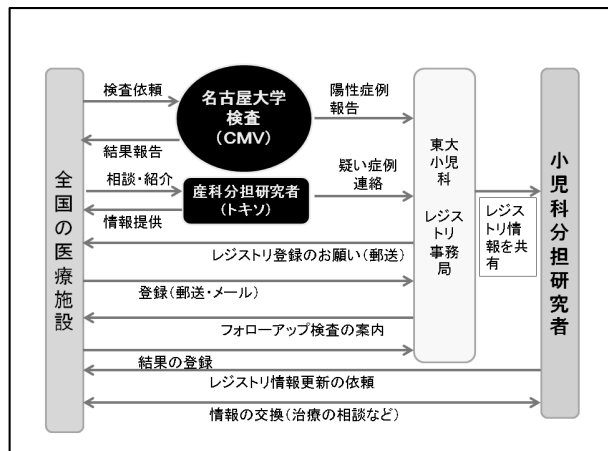 検査依頼
名古屋大学
検査
(CMV)
陽性症例
報告
結果報告
相談・紹介
産科分担研究者
(トキソ)
疑い症例
連絡
情報提供
全国の医療施設
東大
小児
科
レジ
スト
リ
事務
局
レジス
トリ情
報を共
有
小児科分担研究者
レジストリ登録のお願い(郵送)
登録(郵送・メール)
フォローアップ検査の案内
結果の登録
レジストリ情報更新の依頼
情報の交換(治療の相談など)